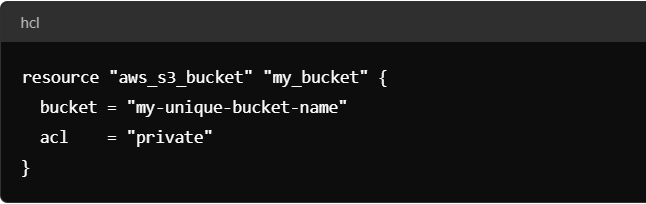 hcl
resource "aws_s3_bucket" "my_bucket" {
  bucket = "my-unique-bucket-name"
  acl    = "private"
}